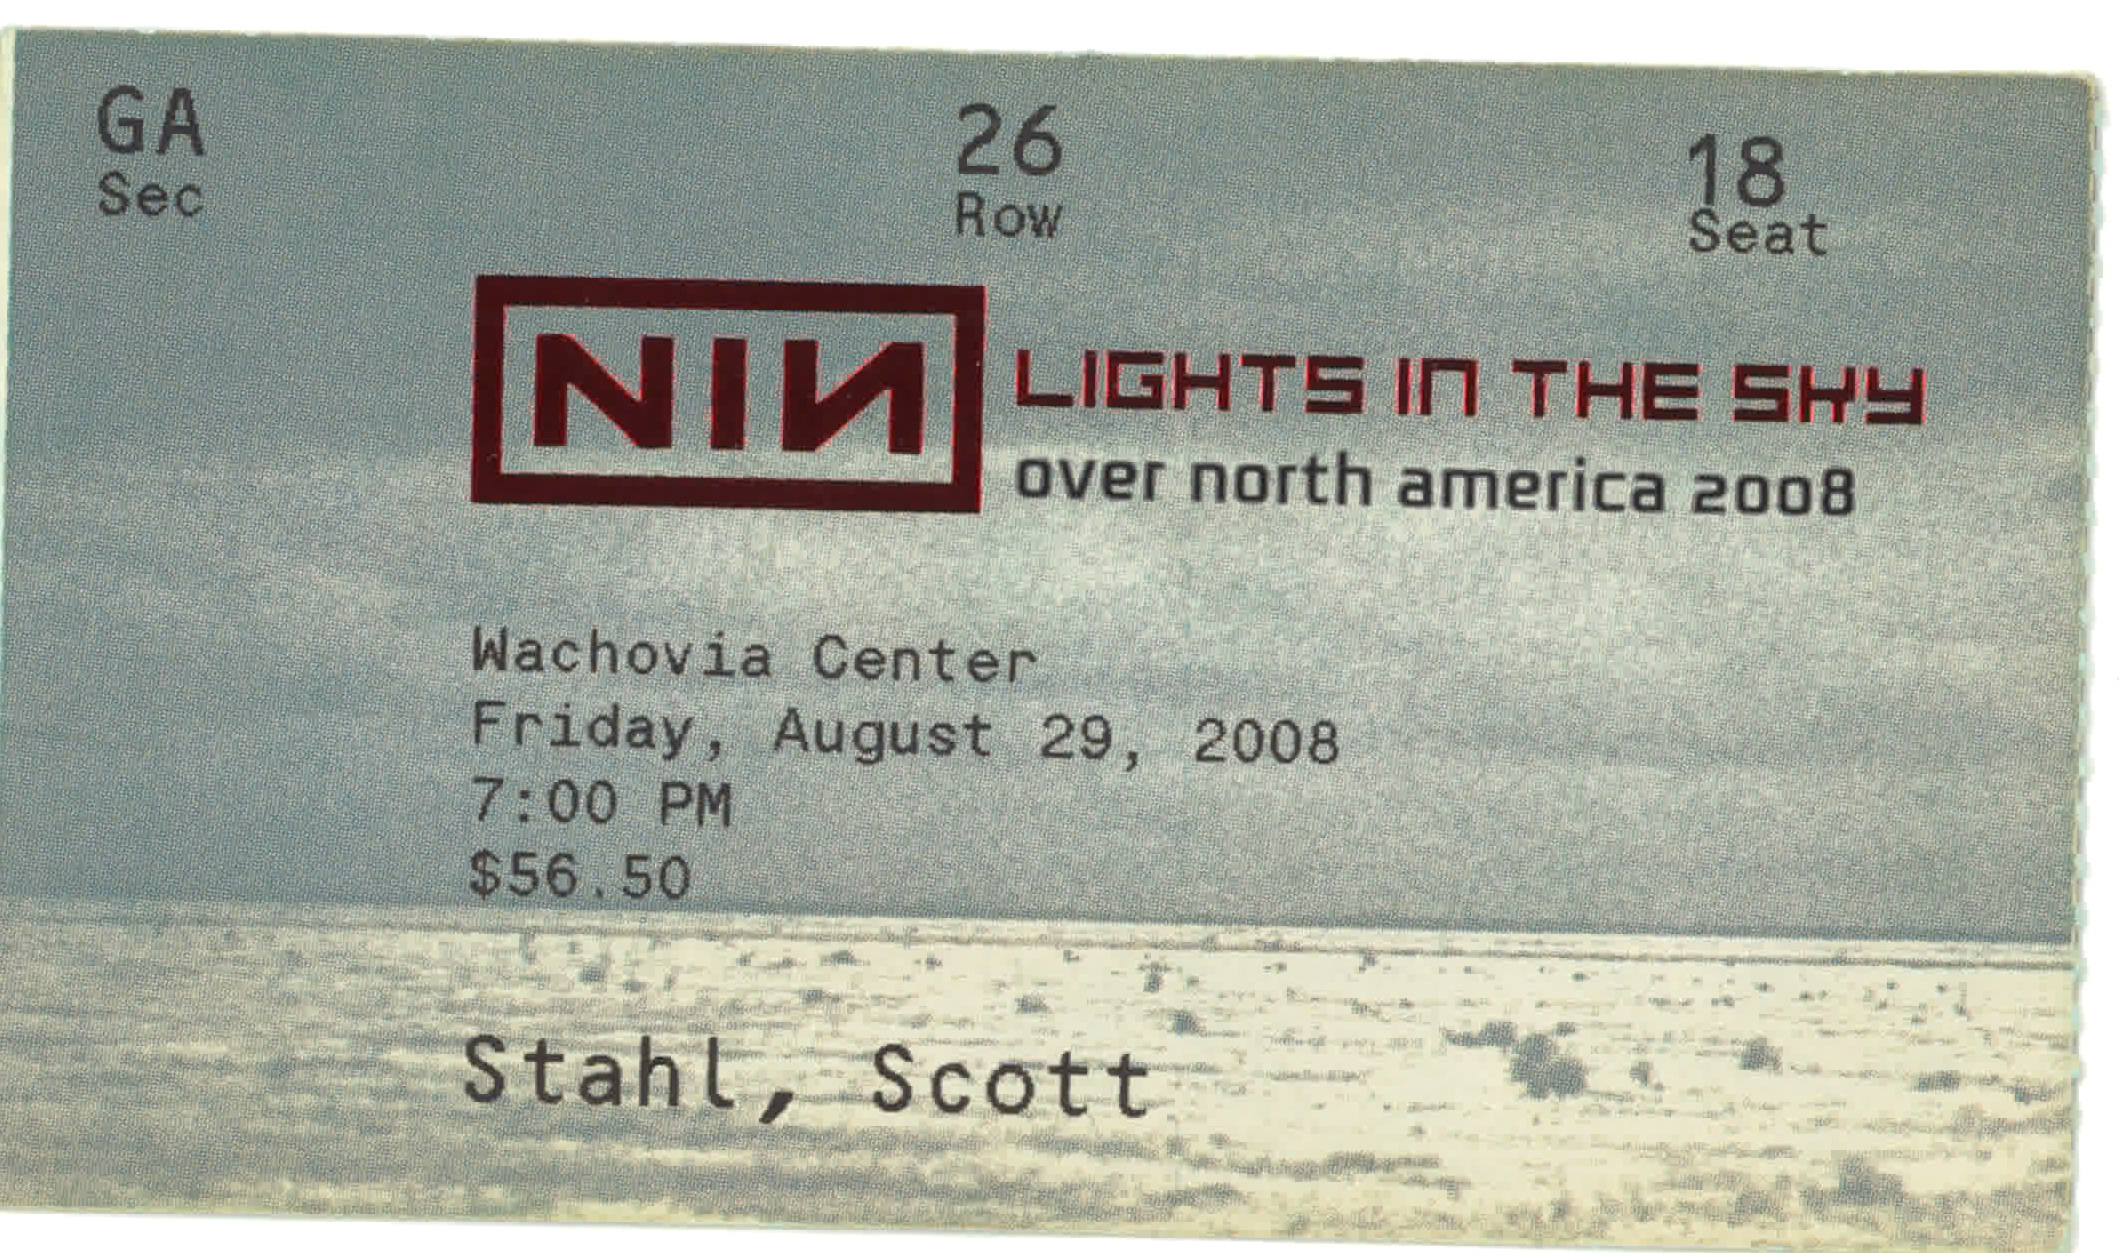 GA 26 18
Sec Row Seat
NIN LIGHTS IN THE SKY
over north america 2008
Wachovia Center
Friday, August 29, 2008
7:00 PM
$56.50
Stahl, Scott